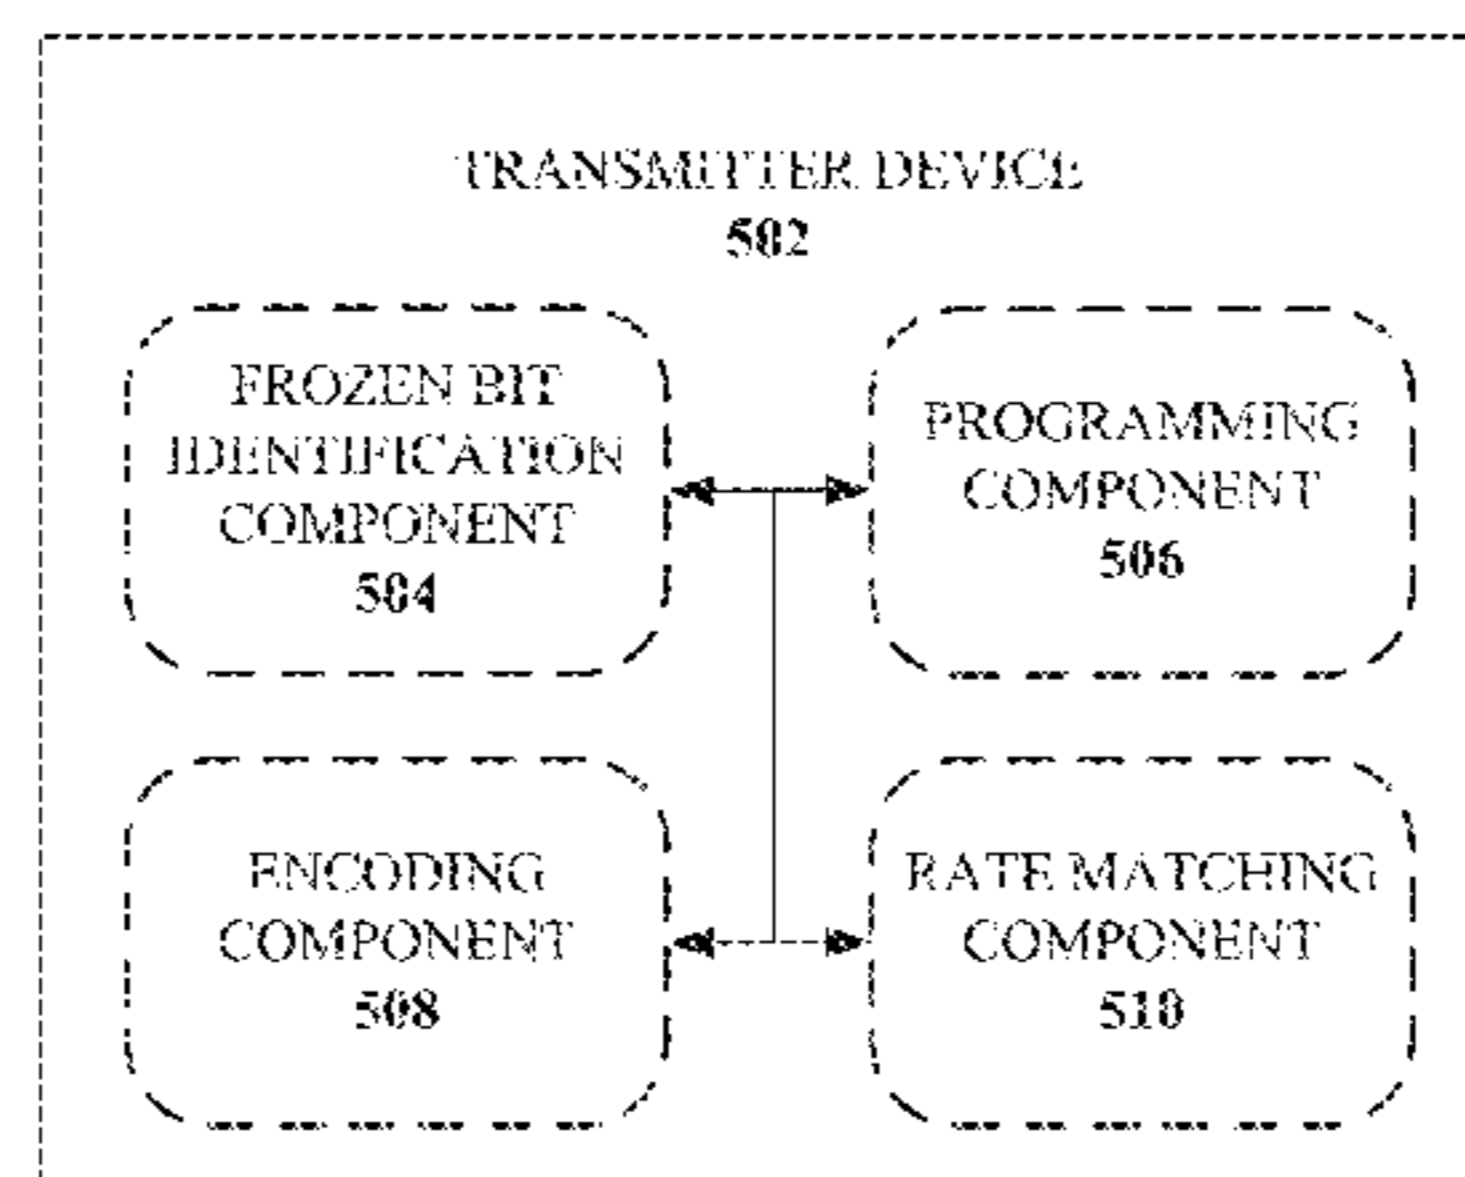 TRANSMITTER DEVICE
502
FROZEN BIT
IDENTIFICATION
COMPONENT
504
PROGRAMMING
COMPONENT
506
ENCODING
COMPONENT
508
RATE MATCHING
COMPONENT
510